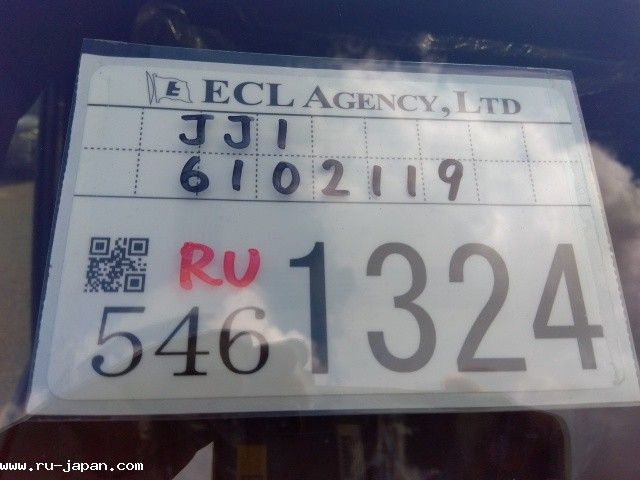 E ECL AGENCY, LTD
JJ1
6102119
RU
546 1324
www.ru-japan.com